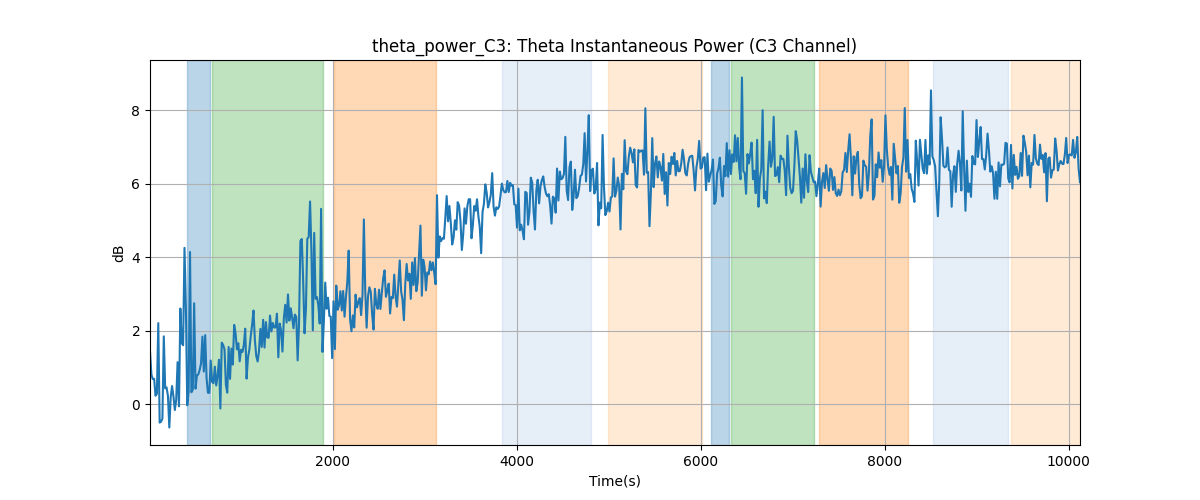 theta_power_C3: Theta Instantaneous Power (C3 Channel)
dB
8
6
4
2
0
2000 4000 6000 8000 10000
Time(s)